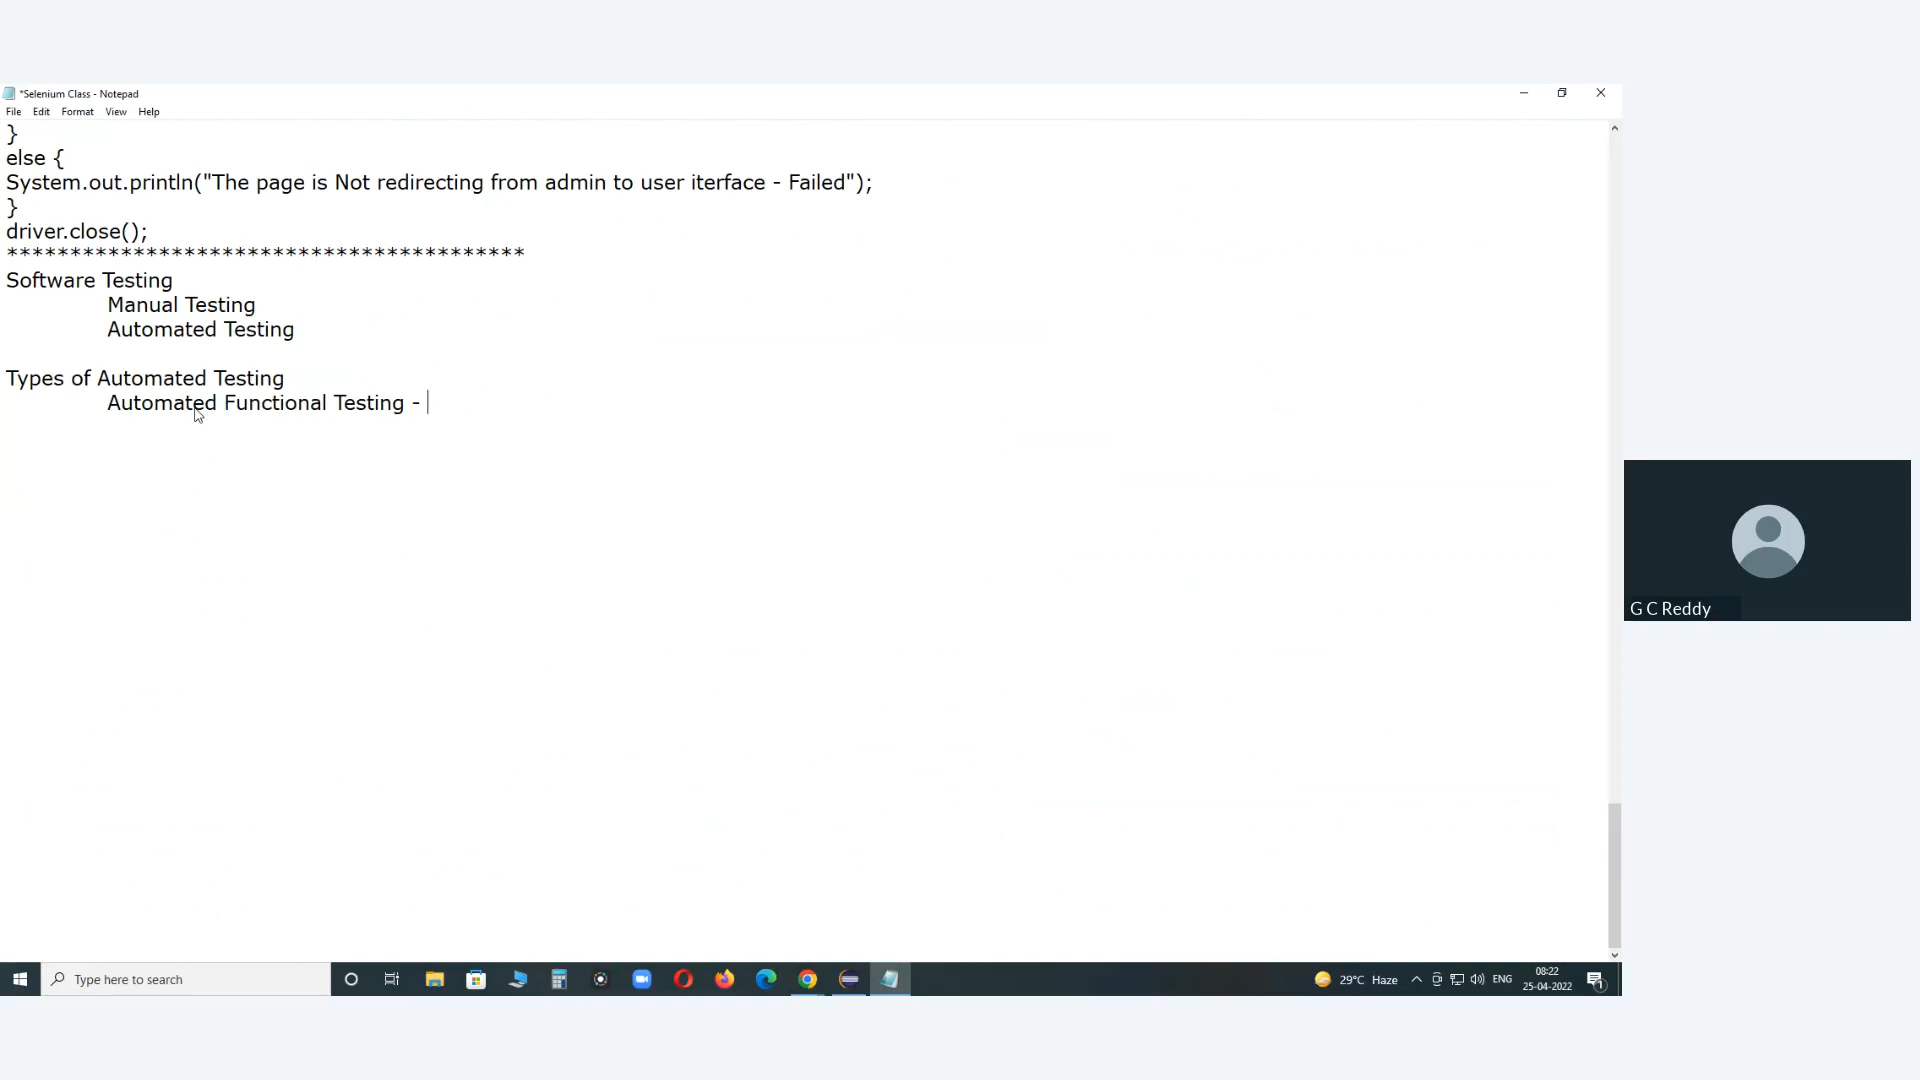 *Selenium Class - Notepad
File Edit Format View Help
}
else {
System.out.println("The page is Not redirecting from admin to user iterface - Failed");
}
driver.close();
*****************************************
Software Testing
Manual Testing
Automated Testing
Types of Automated Testing
Automated Functional Testing -
G C Reddy
Type here to search
29°C Haze
ENG
08:22
25-04-2022
1